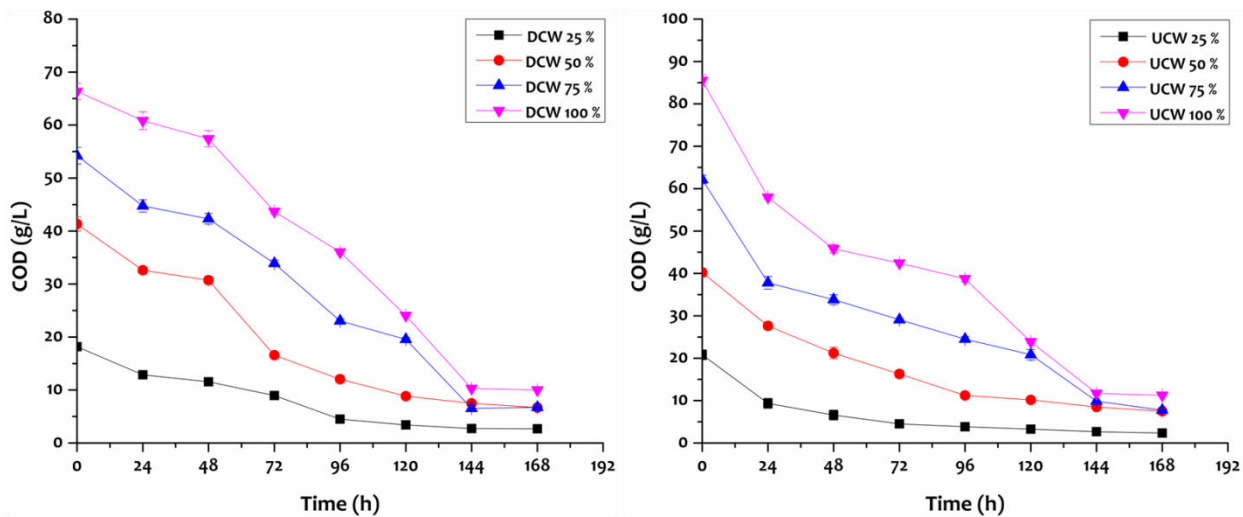 80
70
60
50
40
30
20
10
0
COD (g/L)
DCW 25 %
DCW 50 %
DCW 75 %
DCW 100 %
0 24 48 72 96 120 144 168 192
Time (h)
100
90
80
70
60
50
40
30
20
10
0
COD (g/L)
UCW 25 %
UCW 50 %
UCW 75 %
UCW 100 %
0 24 48 72 96 120 144 168 192
Time (h)